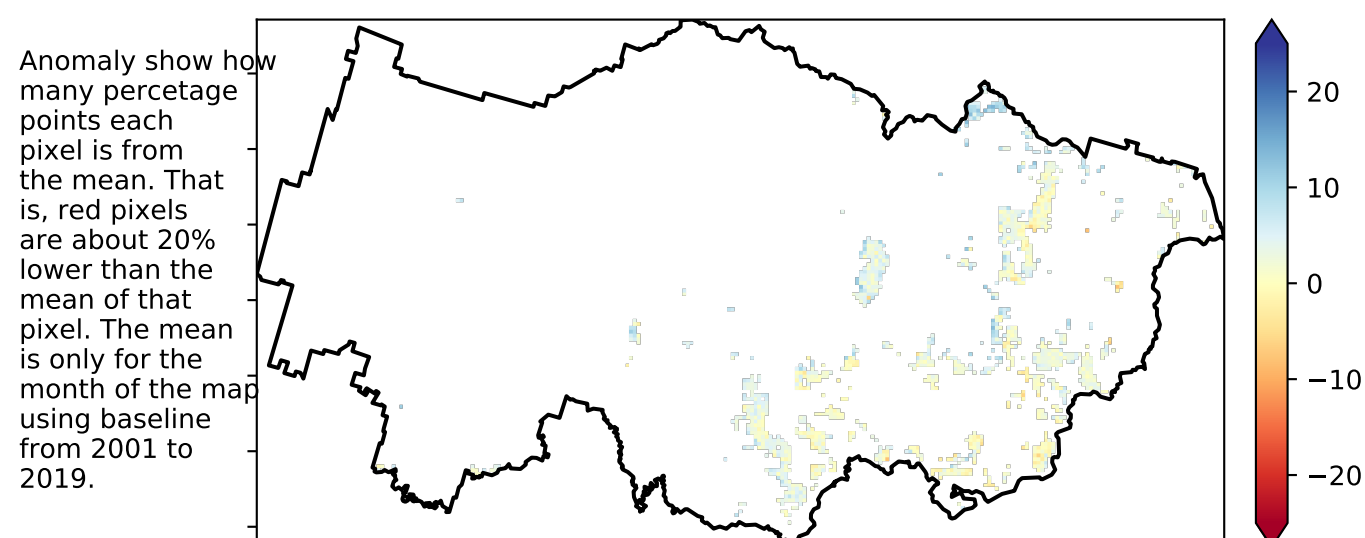 Anomaly show how
many percetage
points each
pixel is from
the mean. That
is, red pixels
are about 20%
lower than the
mean of that
pixel. The mean
is only for the
month of the map
using baseline
from 2001 to
2019.
20
10
0
−10
−20